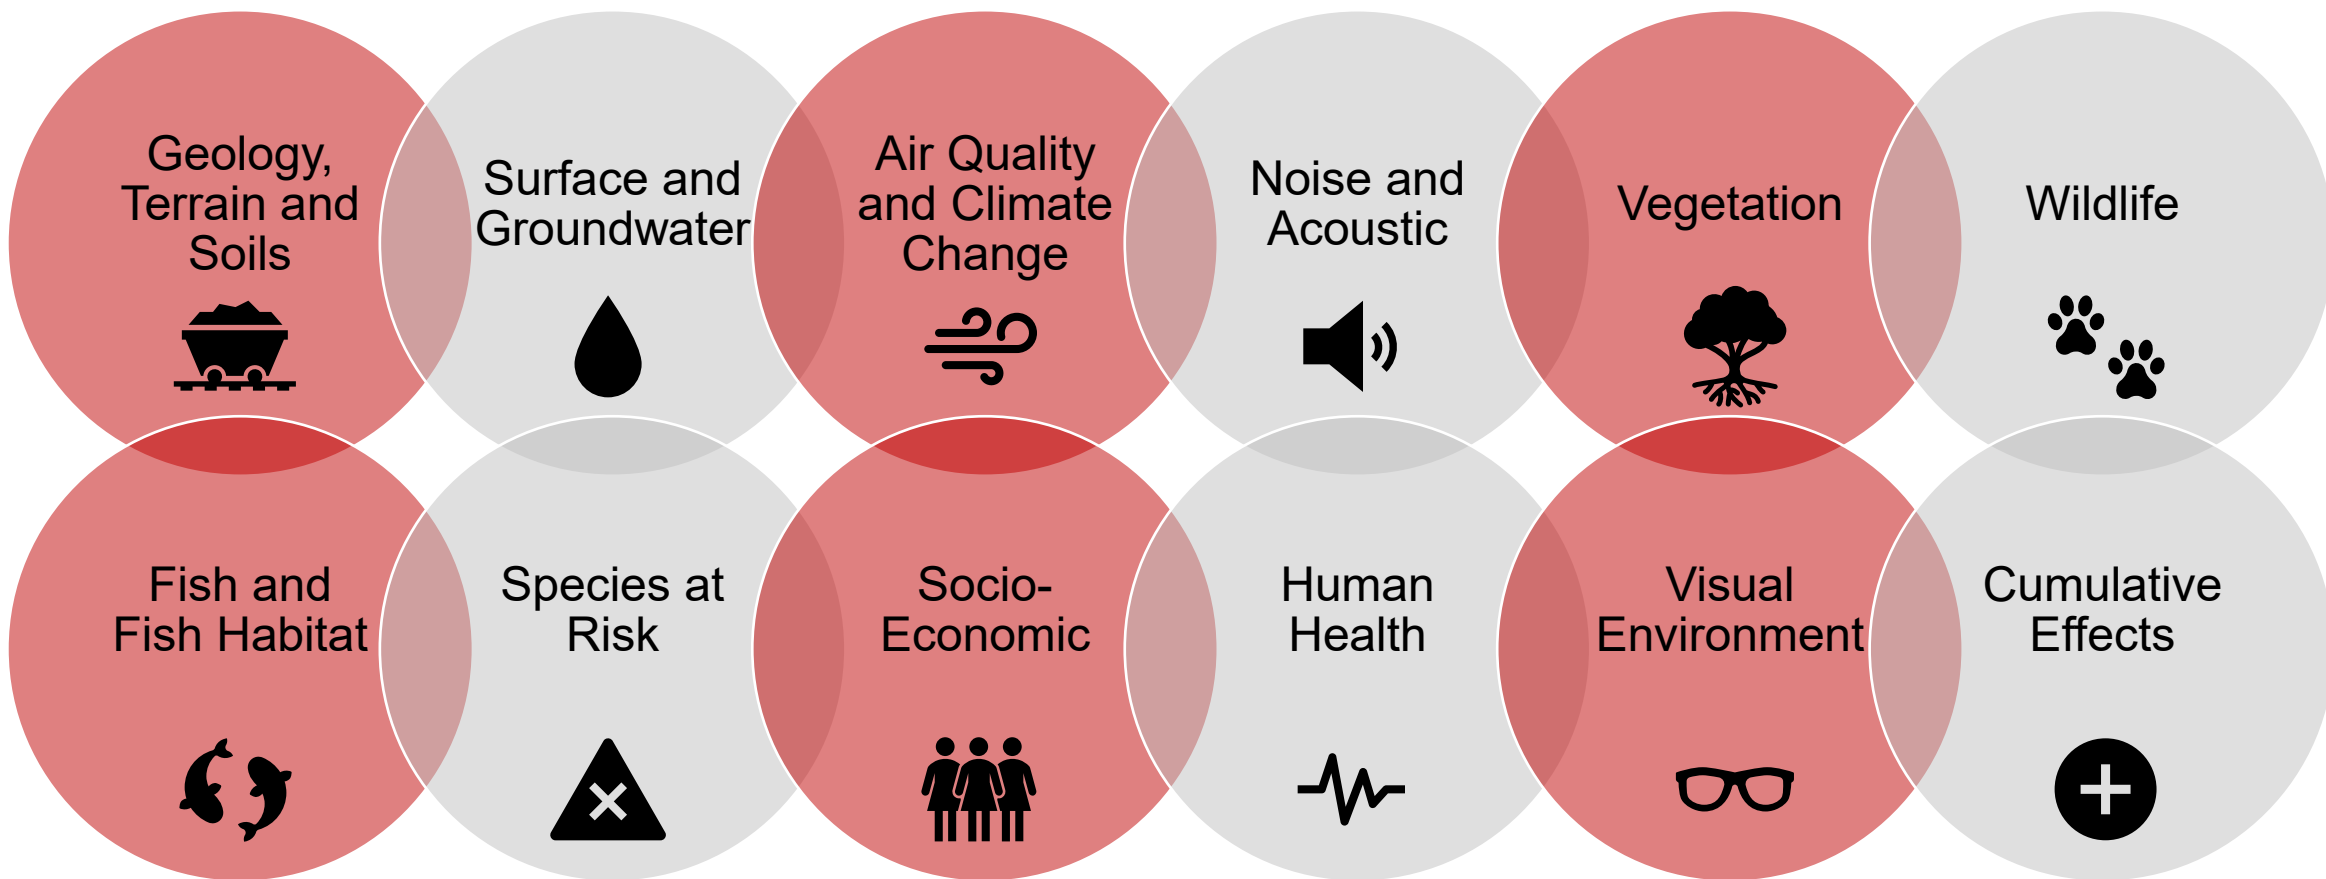 Geology,
Terrain and
Soils
Surface and
Groundwater
Air Quality
and Climate
Change
Noise and
Acoustic
Vegetation
Wildlife
Fish and
Fish Habitat
Species at
Risk
Socio-
Economic
Human
Health
Visual
Environment
Cumulative
Effects